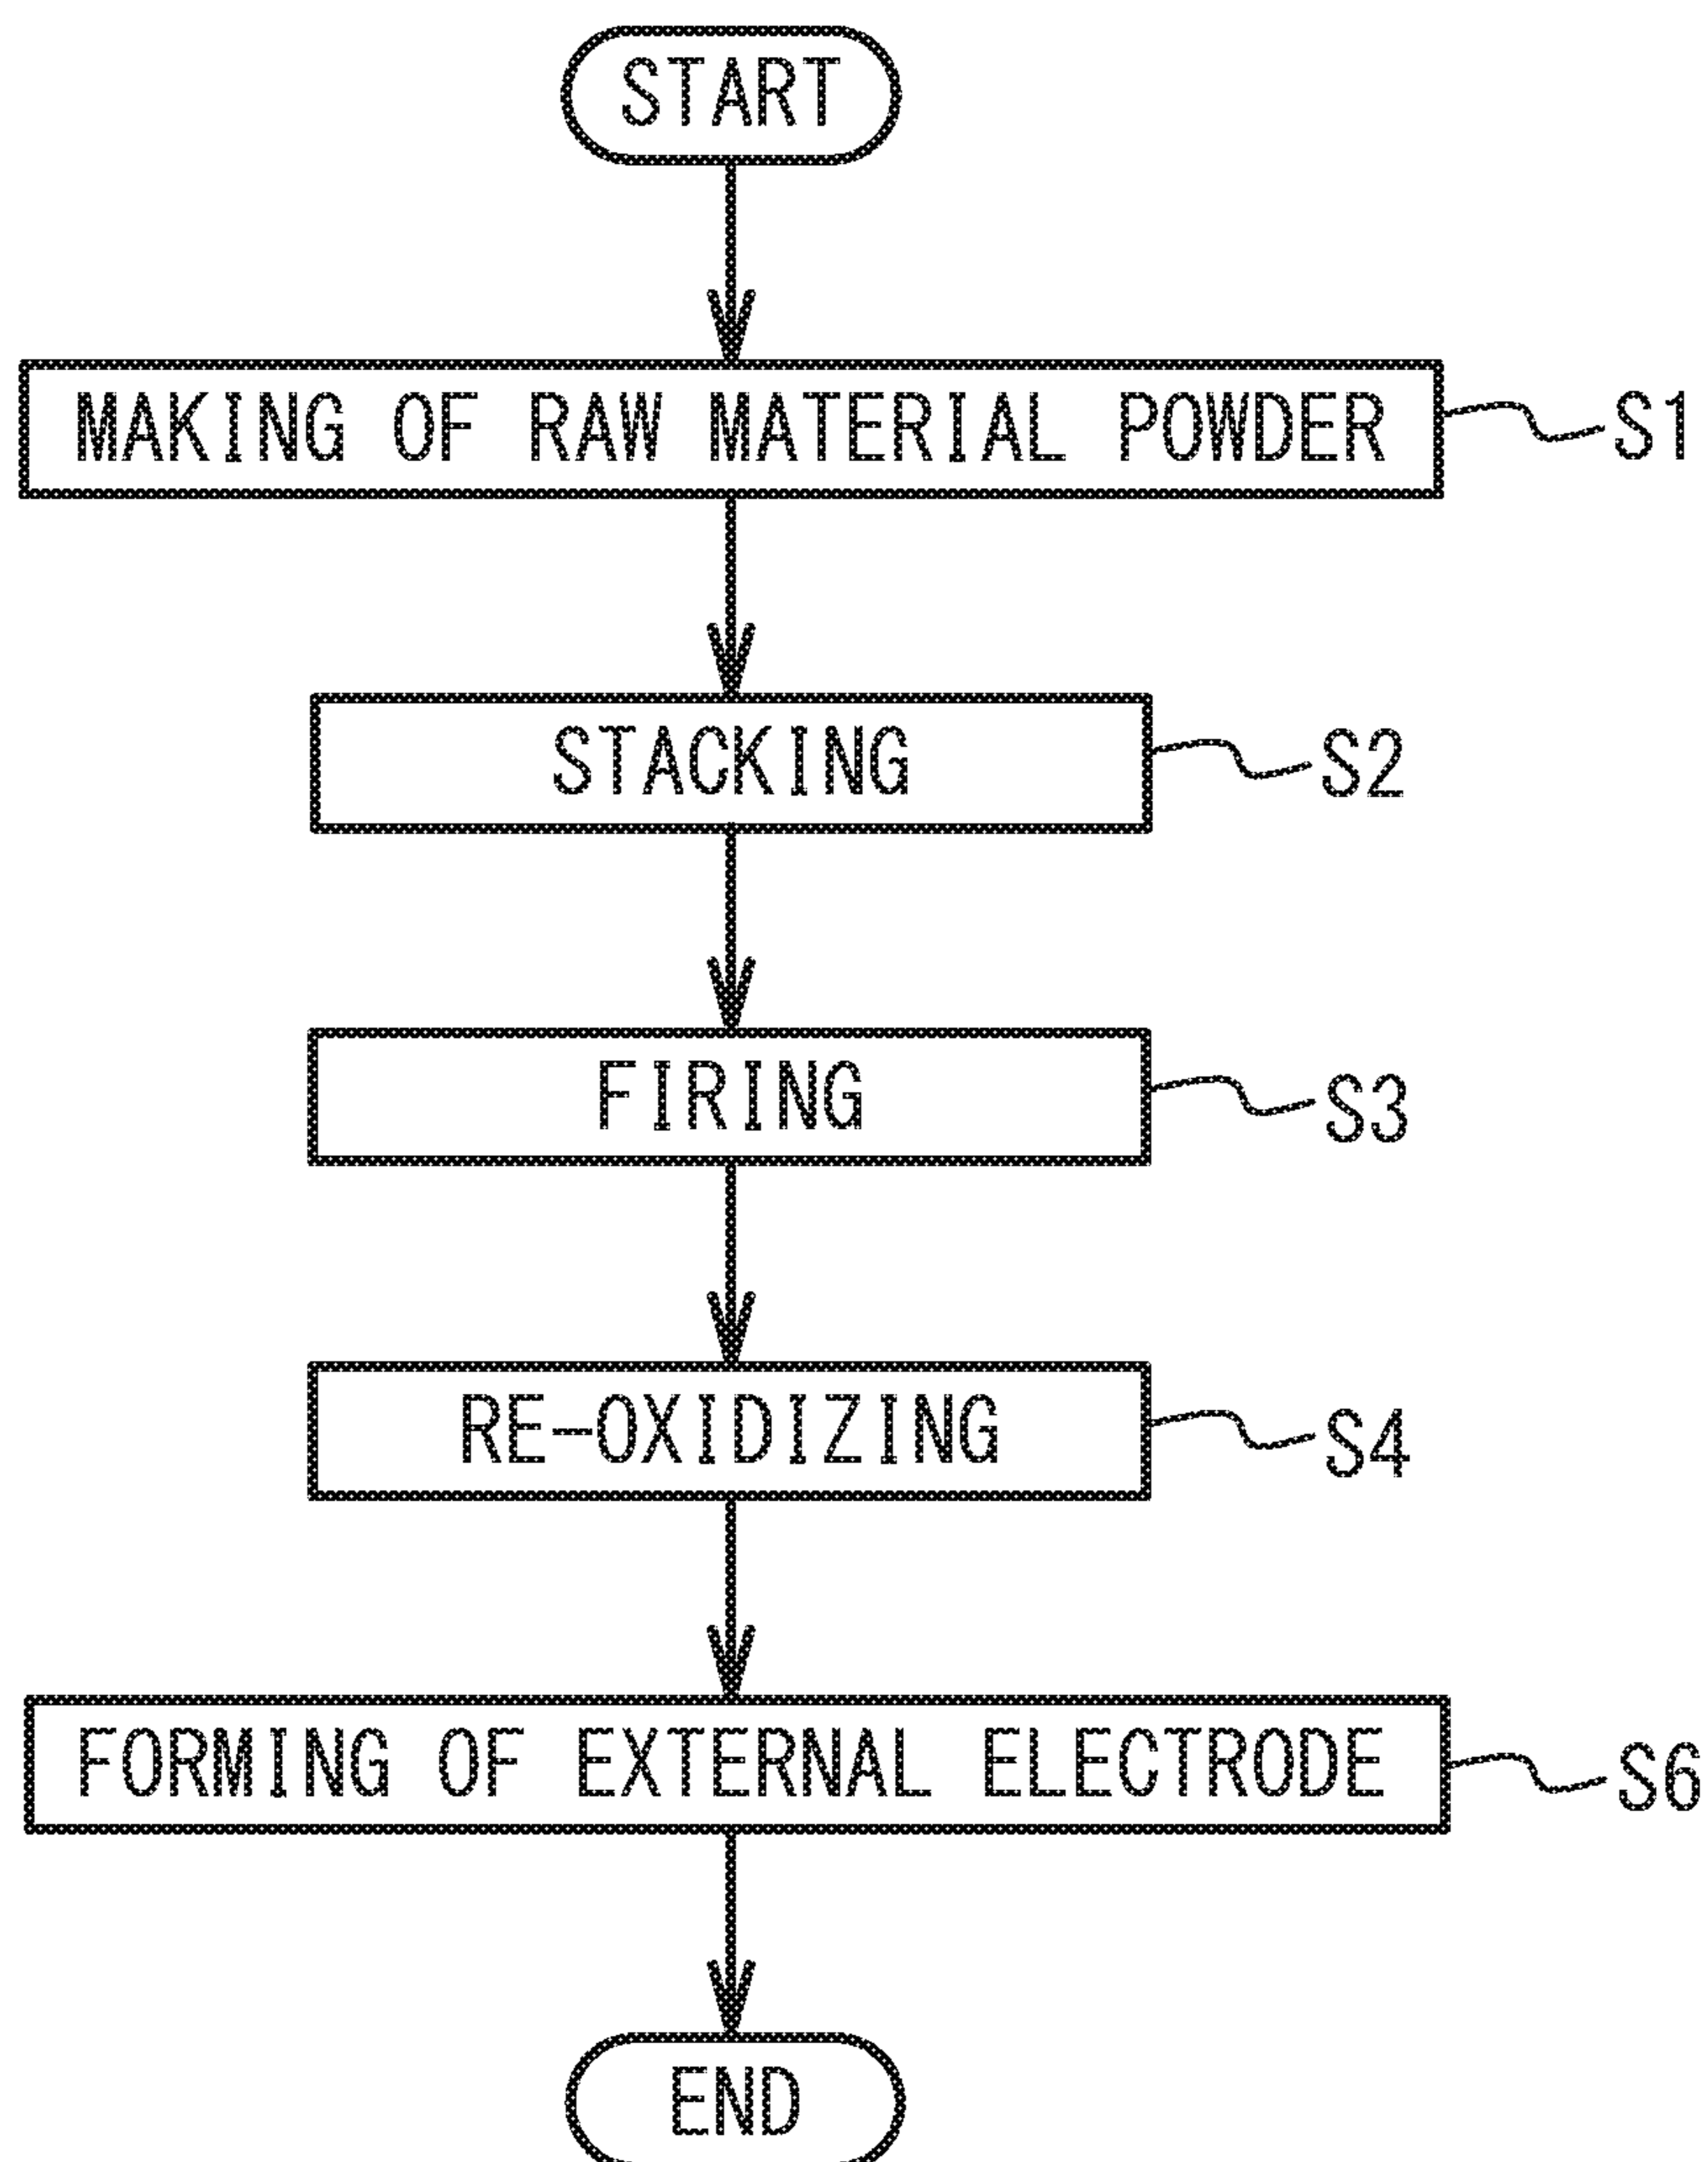 START
MAKING OF RAW MATERIAL POWDER S1
STACKING S2
FIRING S3
RE-OXIDIZING S4
FORMING OF EXTERNAL ELECTRODE S6
END